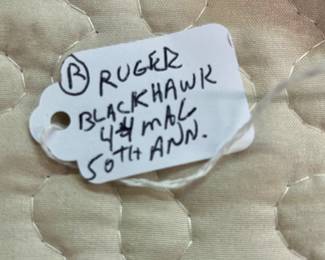 B RUGER
BLACKHAWK
44 MAG
50TH ANN.